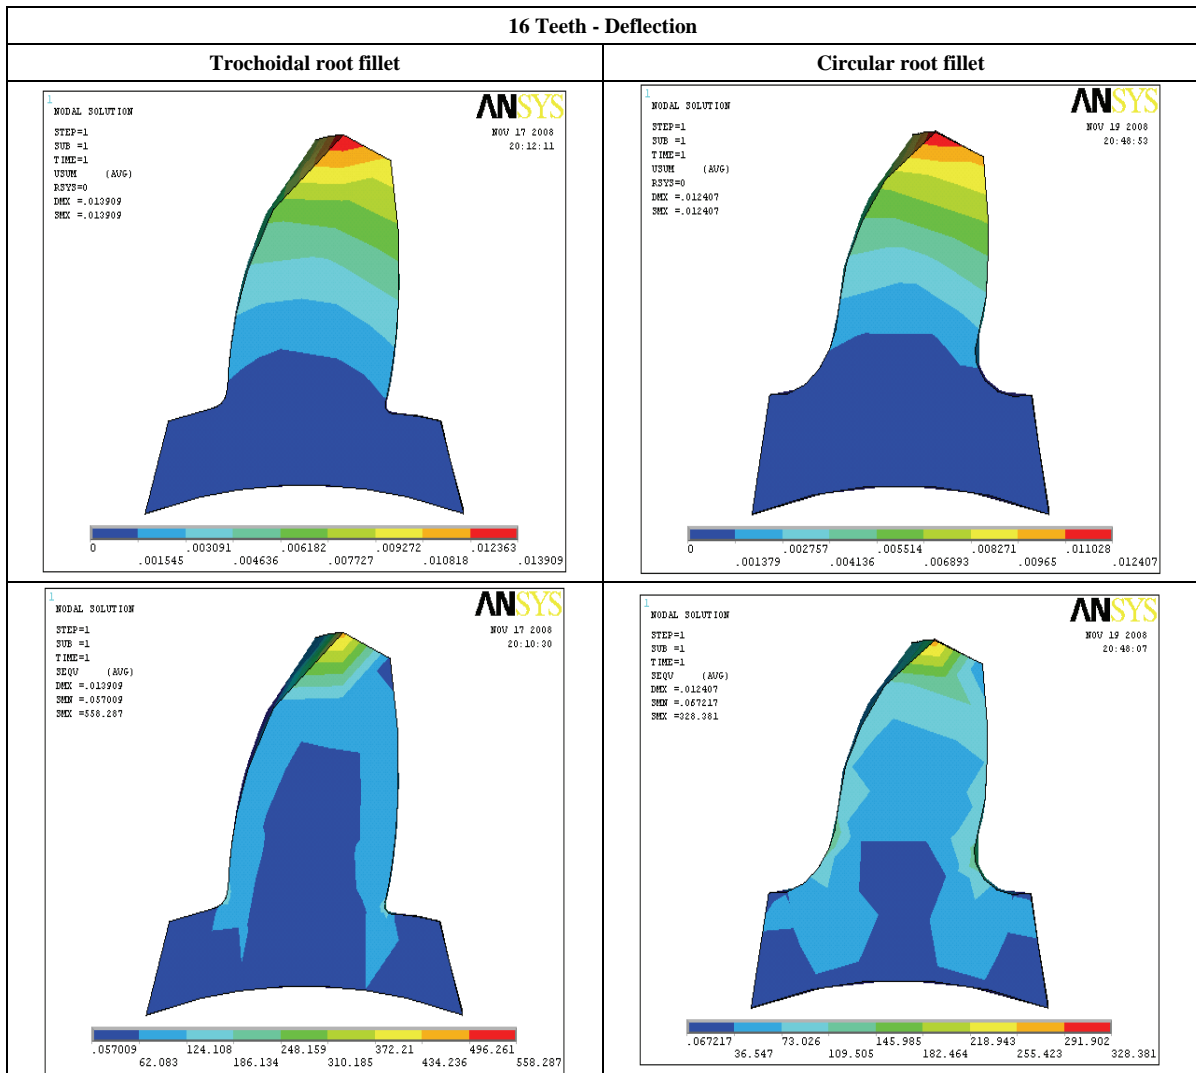 16 Teeth - Deflection
Trochoidal root fillet
Circular root fillet
1
NODAL SOLUTION
STEP=1
SUB =1
TIME=1
USUM (AVG)
RSYS=0
DMX =.013909
SMX =.013909
ANSYS
NOV 17 2008
20:12:11
0 .003091 .006182 .009272 .012363
.001545 .004636 .007727 .010818 .013909
1
NODAL SOLUTION
STEP=1
SUB =1
TIME=1
USUM (AVG)
RSYS=0
DMX =.012407
SMX =.012407
ANSYS
NOV 19 2008
20:48:53
0 .002757 .005514 .008271 .011028
.001379 .004136 .006893 .00965 .012407
1
NODAL SOLUTION
STEP=1
SUB =1
TIME=1
SEQV (AVG)
DMX =.013909
SMN =.057009
SMX =558.287
ANSYS
NOV 17 2008
20:10:30
.057009 124.108 248.159 372.21 496.261
62.083 186.134 310.185 434.236 558.287
1
NODAL SOLUTION
STEP=1
SUB =1
TIME=1
SEQV (AVG)
DMX =.012407
SMN =.067217
SMX =328.381
ANSYS
NOV 19 2008
20:48:07
.067217 73.026 145.985 218.943 291.902
36.547 109.505 182.464 255.423 328.381